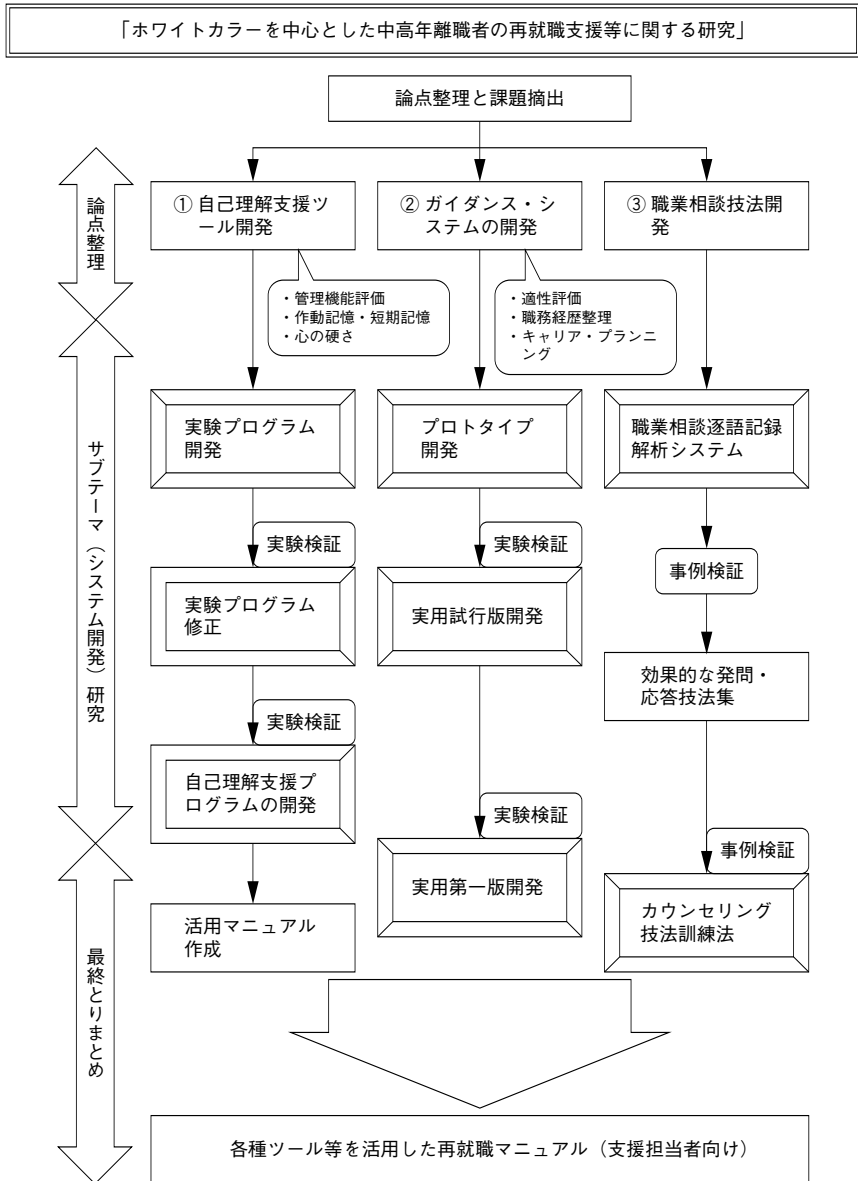 「ホワイトカラーを中心とした中高年離職者の再就職支援等に関する研究」
論点整理と課題摘出
論点整理
① 自己理解支援ツ
ール開発
② ガイダンス・シ
ステムの開発
③ 職業相談技法開
発
・管理機能評価
・作動記憶・短期記憶
・心の硬さ
・適性評価
・職務経歴整理
・キャリア・プランニ
ング
サブテーマ（システム開発）研究
実験プログラム
開発
プロトタイプ
開発
職業相談逐語記録
解析システム
実験検証
実験検証
事例検証
実験プログラム
修正
実用試行版開発
効果的な発問・
応答技法集
実験検証
自己理解支援プ
ログラムの開発
実験検証
事例検証
実用第一版開発
カウンセリング
技法訓練法
最終とりまとめ
活用マニュアル
作成
各種ツール等を活用した再就職マニュアル（支援担当者向け）